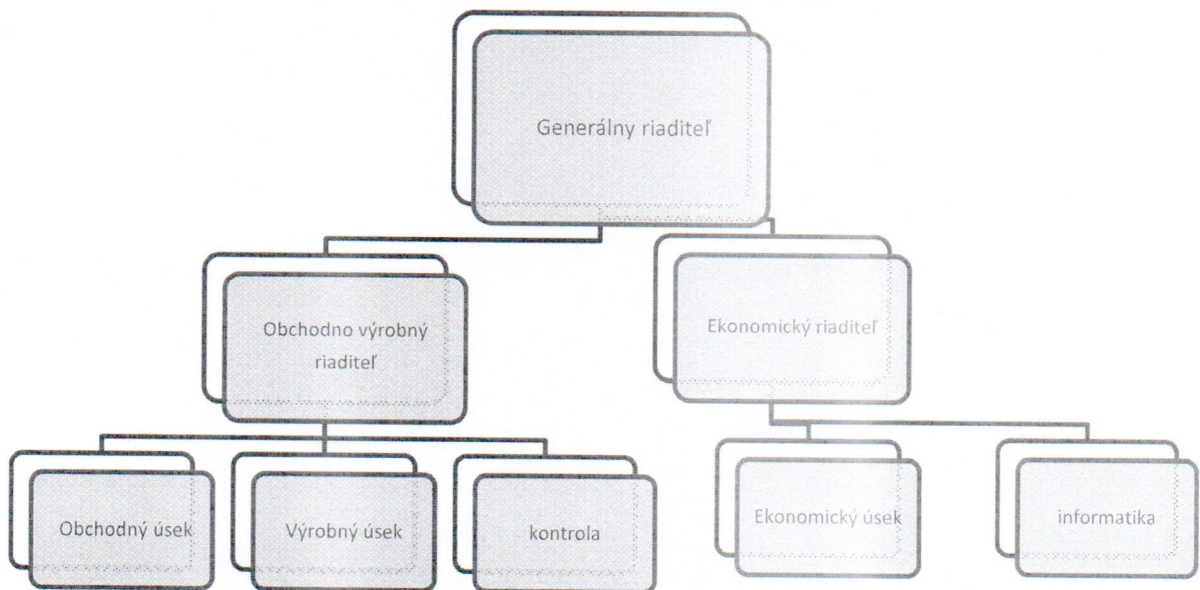 Generálny riaditeľ
Obchodno výrobný
riaditeľ
Ekonomický riaditeľ
Obchodný úsek
Výrobný úsek
kontrola
Ekonomický úsek
informatika